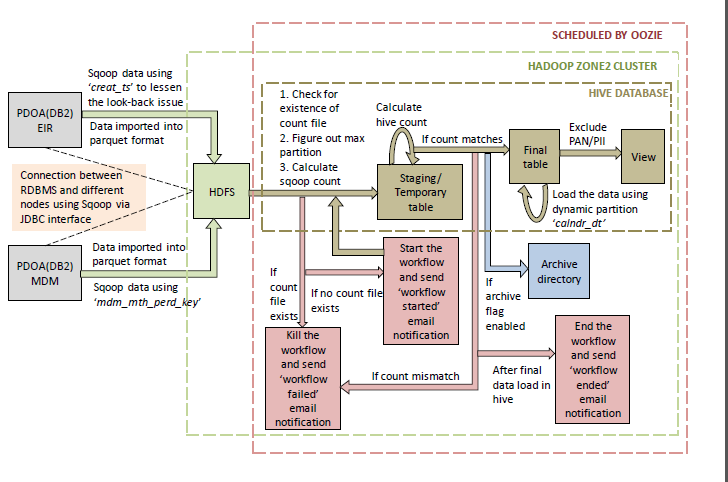 SCHEDULED BY OOZIE
HADOOP ZONE2 CLUSTER
HIVE DATABASE
Sqoop data using
‘creat_ts’ to lessen
the look-back issue
PDOA(DB2)
EIR
Data imported into
parquet format
Connection between
RDBMS and different
nodes using Sqoop via
JDBC interface
HDFS
PDOA(DB2)
MDM
Data imported into
parquet format
Sqoop data using
‘mdm_mth_perd_key’
1. Check for
existence of
count file
2. Figure out max
partition
3. Calculate
sqoop count
Calculate
hive count
Staging/
Temporary
table
If count matches
Final
table
Exclude
PAN/PII
View
Load the data using
dynamic partition
‘calndr_dt’
If
count
file
exists
If no count file
exists
Start the
workflow
and send
‘workflow
started’
email
notification
If
archive
flag
enabled
Archive
directory
Kill the
workflow
and send
‘workflow
failed’
email
notification
If count mismatch
After final
data load in
hive
End the
workflow
and send
‘workflow
ended’
email
notification